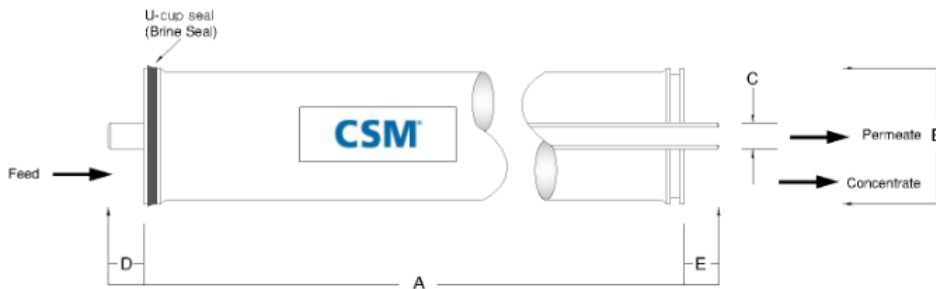 U-cup seal
(Brine Seal)
CSM®
C
Permeate
Feed
Concentrate
D
A
E